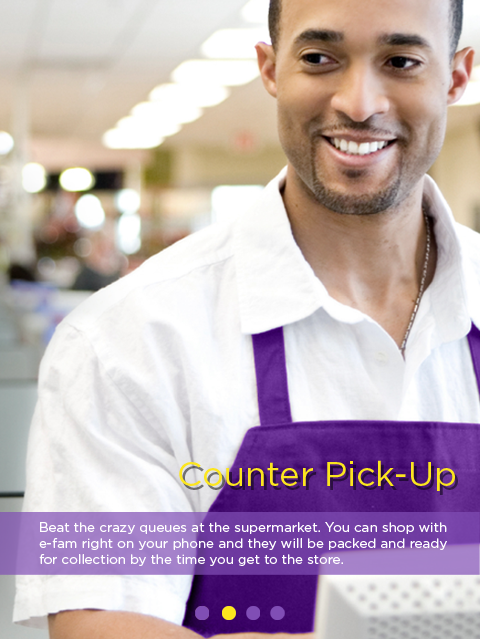 Counter Pick-Up
Beat the crazy queues at the supermarket. You can shop with
e-fam right on your phone and they will be packed and ready
for collection by the time you get to the store.